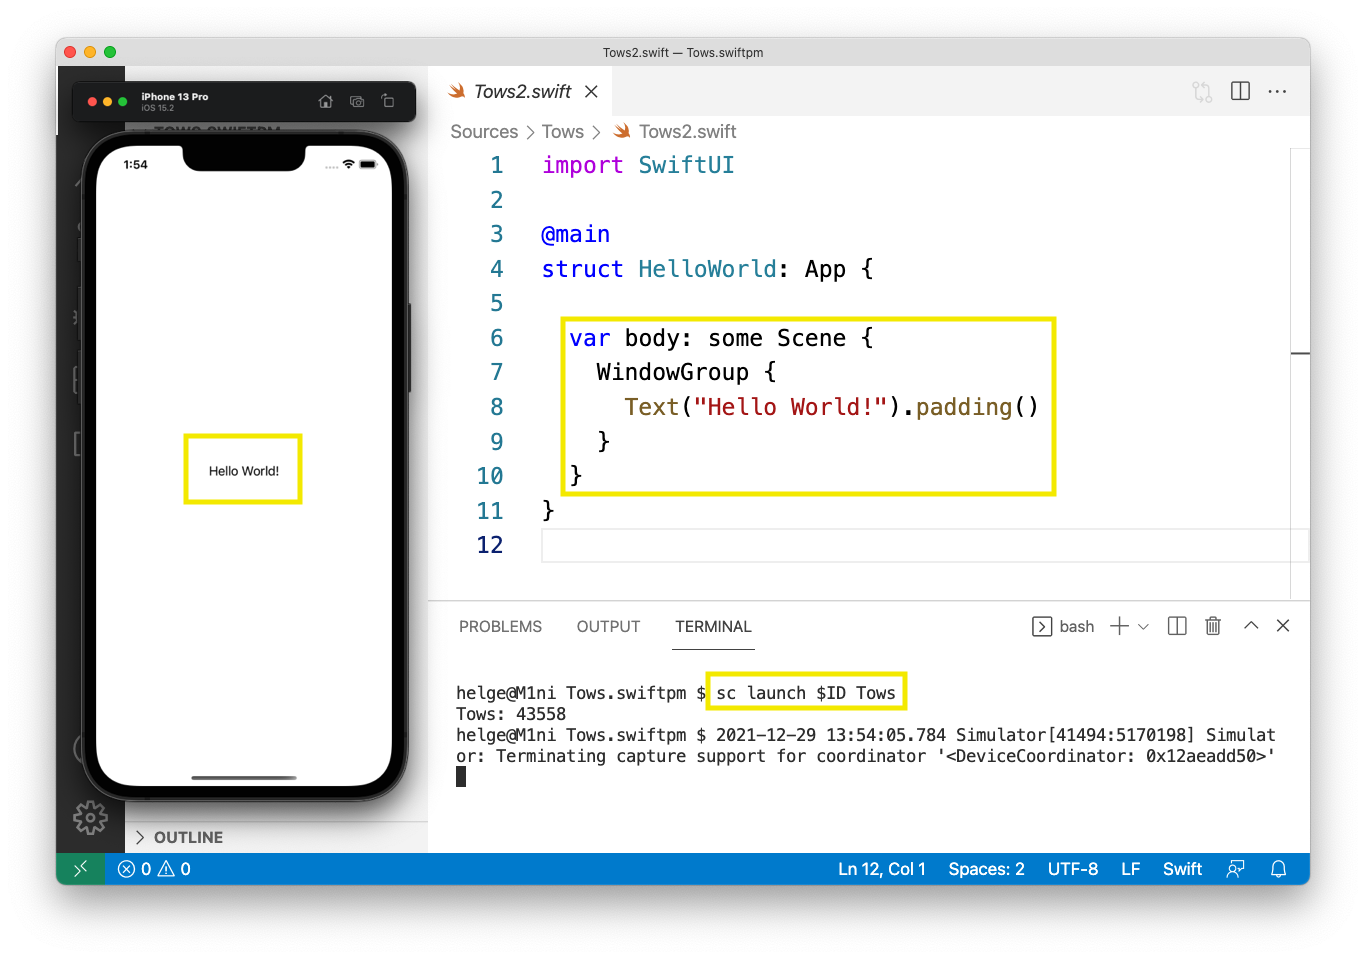 Tows2.swift — Tows.swiftpm
iPhone 13 Pro
iOS 15.2
1:54
Hello World!
OUTLINE
Tows2.swift
Sources > Tows > Tows2.swift
1 import SwiftUI
2
3 @main
4 struct HelloWorld: App {
5
6 var body: some Scene {
7 WindowGroup {
8 Text("Hello World!").padding()
9 }
10 }
11 }
12
PROBLEMS OUTPUT TERMINAL bash
helge@M1ni Tows.swiftpm $ sc launch $ID Tows
Tows: 43558
helge@M1ni Tows.swiftpm $ 2021-12-29 13:54:05.784 Simulator[41494:5170198] Simulat
or: Terminating capture support for coordinator '<DeviceCoordinator: 0x12aeadd50>'
0 0 Ln 12, Col 1 Spaces: 2 UTF-8 LF Swift